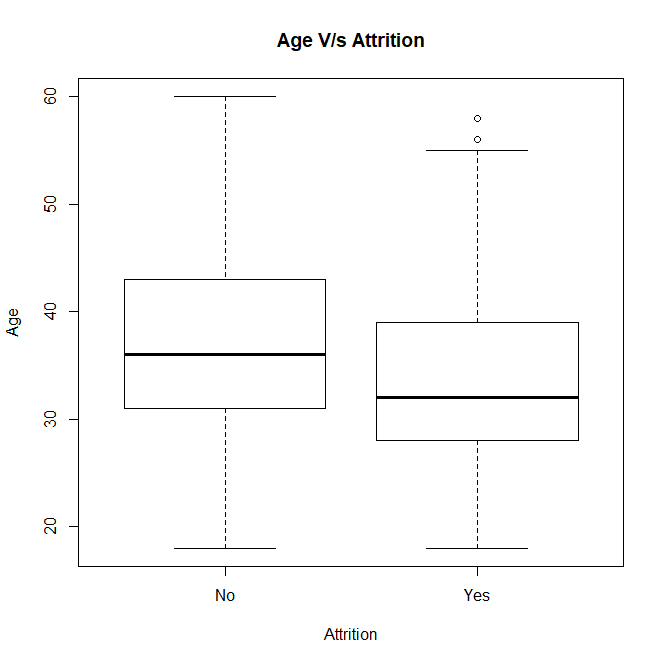 Age V/s Attrition
60
50
40
30
20
Age
No Yes
Attrition